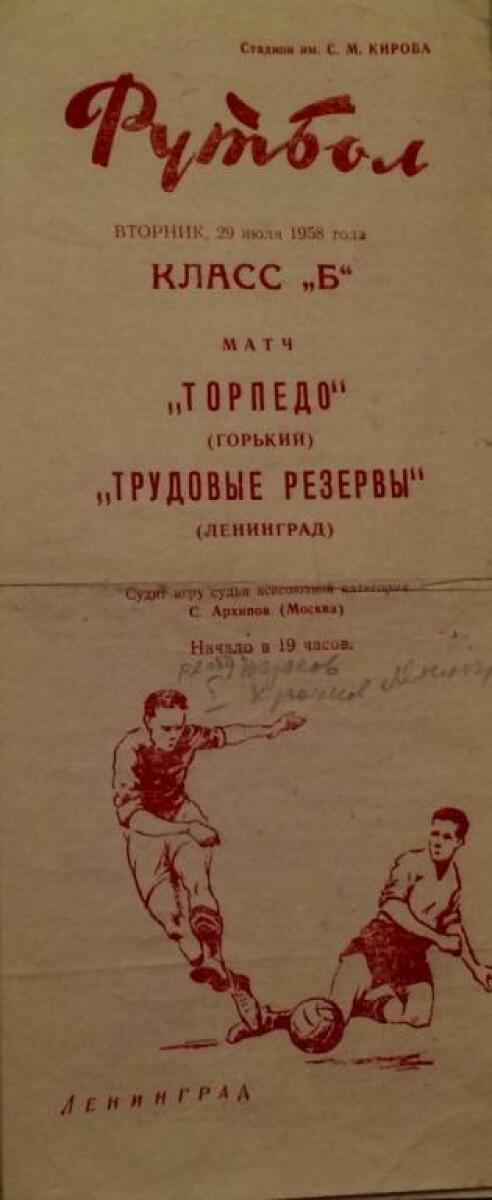 Стадион им. С. М. КИРОВА
Футбол
ВТОРНИК, 29 июля 1958 года
КЛАСС „Б“
МАТЧ
„ТОРПЕДО“
(ГОРЬКИЙ)
„ТРУДОВЫЕ РЕЗЕРВЫ“
(ЛЕНИНГРАД)
Судит игру судья всесоюзной категории
С. Архипов (Москва)
Начало в 19 часов.
ЛЕНИНГРАД